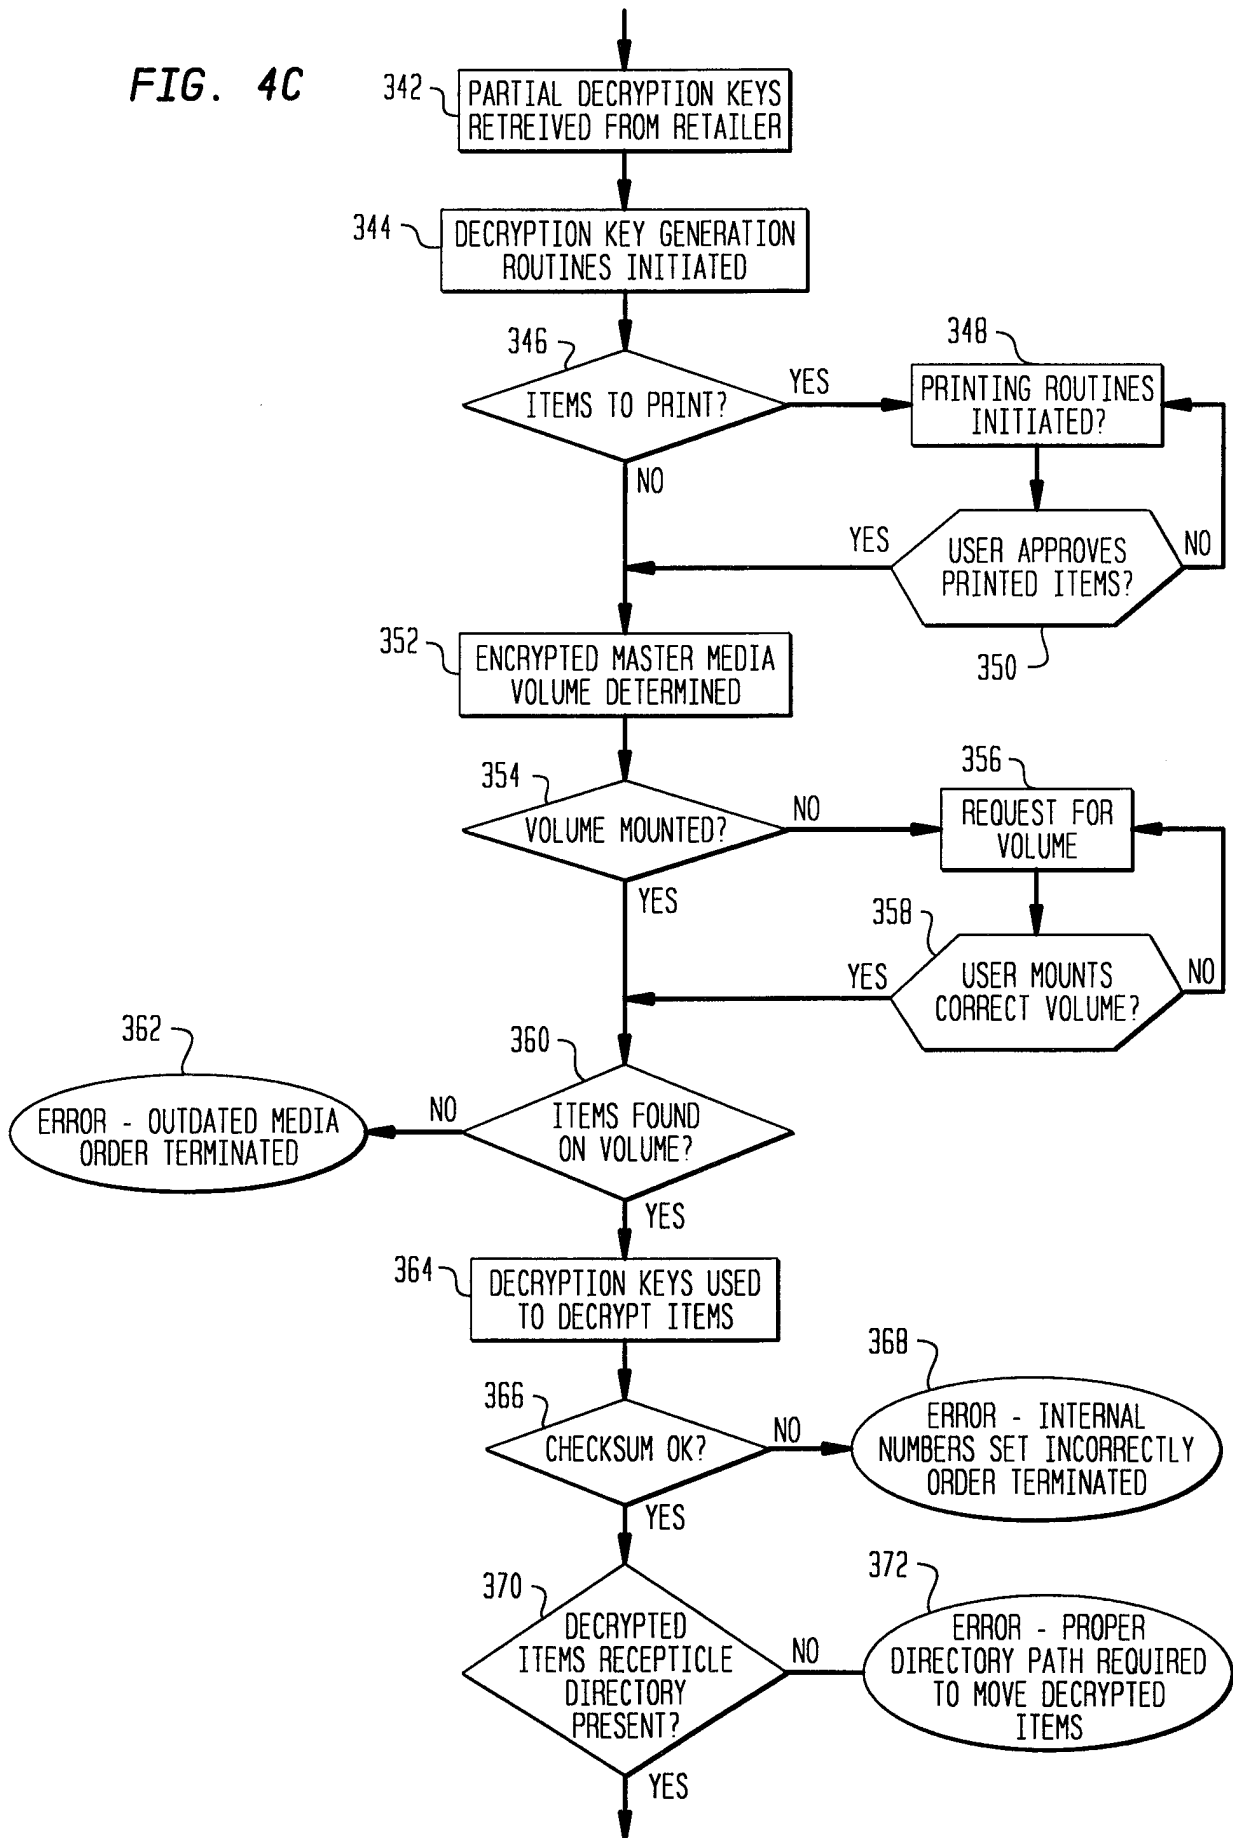 FIG. 4C
342
PARTIAL DECRYPTION KEYS
RETREIVED FROM RETAILER
344
DECRYPTION KEY GENERATION
ROUTINES INITIATED
346
ITEMS TO PRINT?
YES
NO
348
PRINTING ROUTINES
INITIATED?
YES
USER APPROVES
PRINTED ITEMS?
NO
350
352
ENCRYPTED MASTER MEDIA
VOLUME DETERMINED
354
VOLUME MOUNTED?
NO
YES
356
REQUEST FOR
VOLUME
358
YES
USER MOUNTS
CORRECT VOLUME?
NO
360
ITEMS FOUND
ON VOLUME?
NO
362
ERROR - OUTDATED MEDIA
ORDER TERMINATED
YES
364
DECRYPTION KEYS USED
TO DECRYPT ITEMS
366
CHECKSUM OK?
NO
368
ERROR - INTERNAL
NUMBERS SET INCORRECTLY
ORDER TERMINATED
YES
370
DECRYPTED
ITEMS RECEPTICLE
DIRECTORY
PRESENT?
NO
372
ERROR - PROPER
DIRECTORY PATH REQUIRED
TO MOVE DECRYPTED
ITEMS
YES